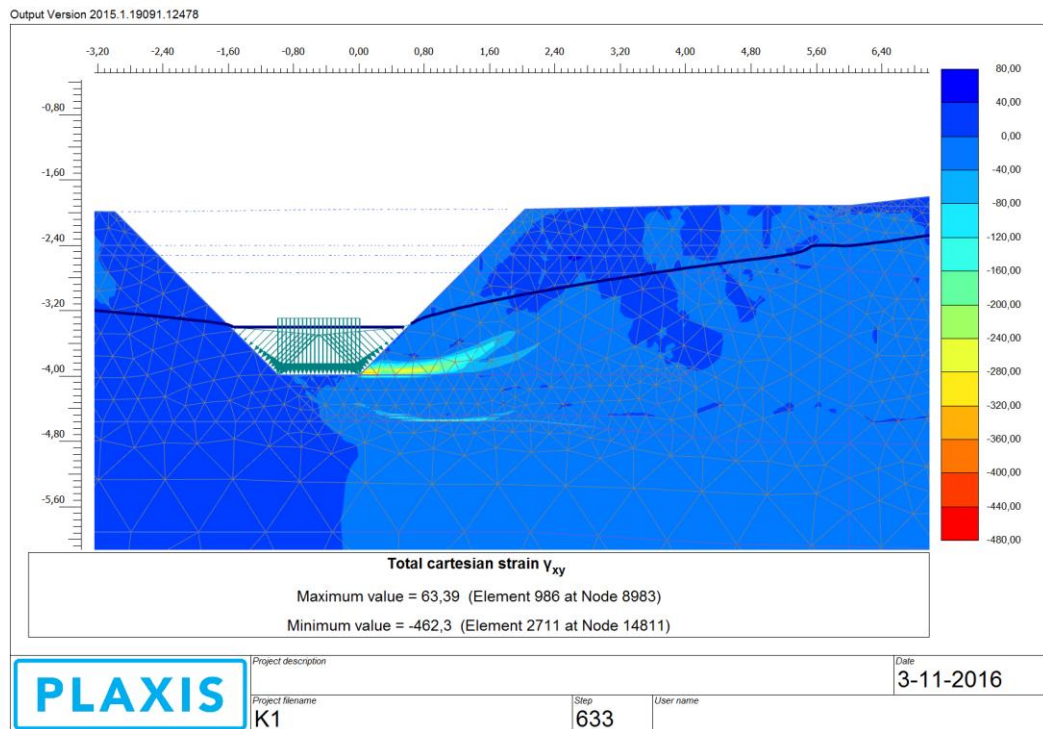 Output Version 2015.1.19091.12478
-3,20 -2,40 -1,60 -0,80 0,00 0,80 1,60 2,40 3,20 4,00 4,80 5,60 6,40
-0,80
-1,60
-2,40
-3,20
-4,00
-4,80
-5,60
80,00
40,00
0,00
-40,00
-80,00
-120,00
-160,00
-200,00
-240,00
-280,00
-320,00
-360,00
-400,00
-440,00
-480,00
Total cartesian strain γxy
Maximum value = 63,39 (Element 986 at Node 8983)
Minimum value = -462,3 (Element 2711 at Node 14811)
PLAXIS
Project description
Date
3-11-2016
Project filename
K1
Step
633
User name